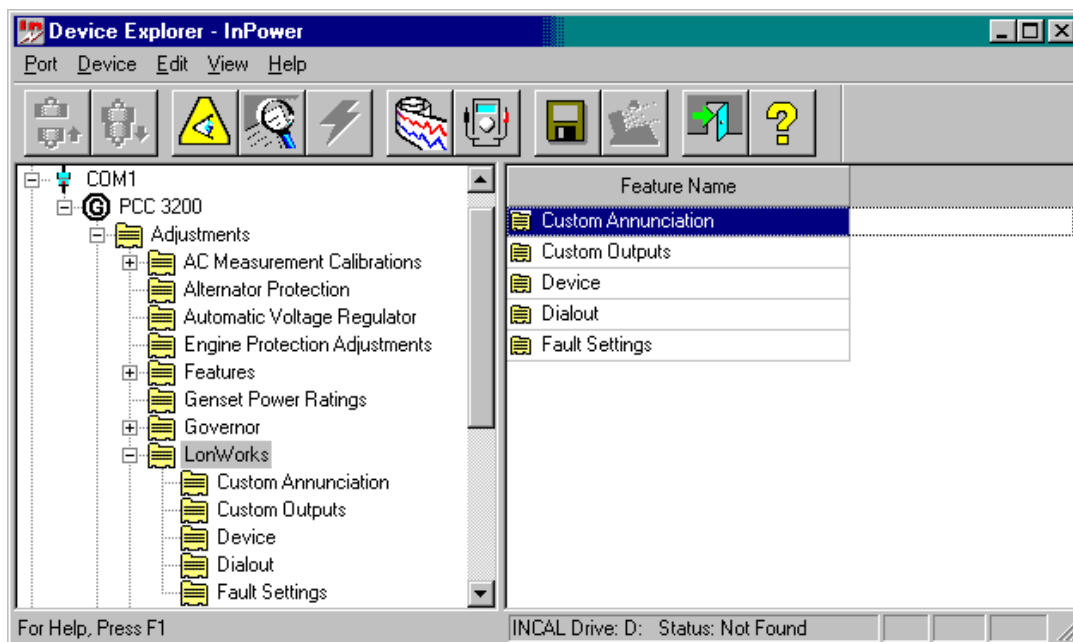 Device Explorer - InPower
Port Device Edit View Help
COM1
G PCC 3200
Adjustments
AC Measurement Calibrations
Alternator Protection
Automatic Voltage Regulator
Engine Protection Adjustments
Features
Genset Power Ratings
Governor
LonWorks
Custom Annunciation
Custom Outputs
Device
Dialout
Fault Settings
Feature Name
Custom Annunciation
Custom Outputs
Device
Dialout
Fault Settings
For Help, Press F1
INCAL Drive: D: Status: Not Found